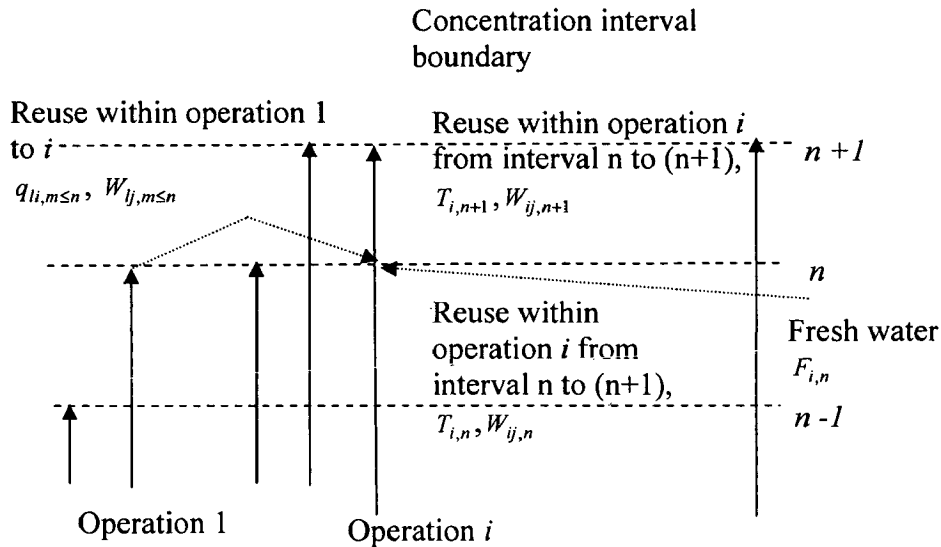 Concentration interval
boundary
Reuse within operation 1
to i
q_{li,m≤n}, W_{lj,m≤n}
Reuse within operation i
from interval n to (n+1),
T_{i,n+1}, W_{ij,n+1}
n +1
n
Reuse within
operation i from
interval n to (n+1),
T_{i,n}, W_{ij,n}
Fresh water
F_{i,n}
n -1
Operation 1
Operation i